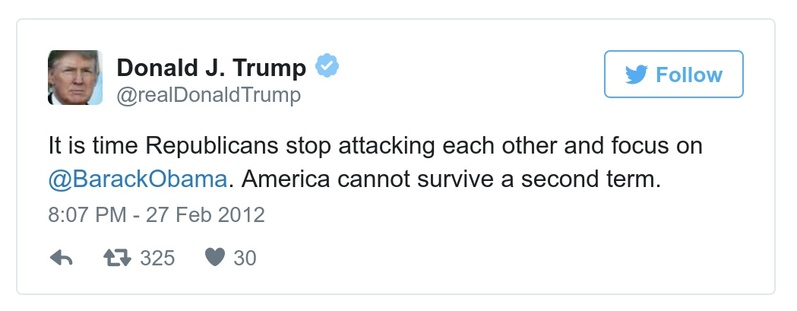 Donald J. Trump
@realDonaldTrump
Follow
It is time Republicans stop attacking each other and focus on
@BarackObama. America cannot survive a second term.
8:07 PM - 27 Feb 2012
325 30